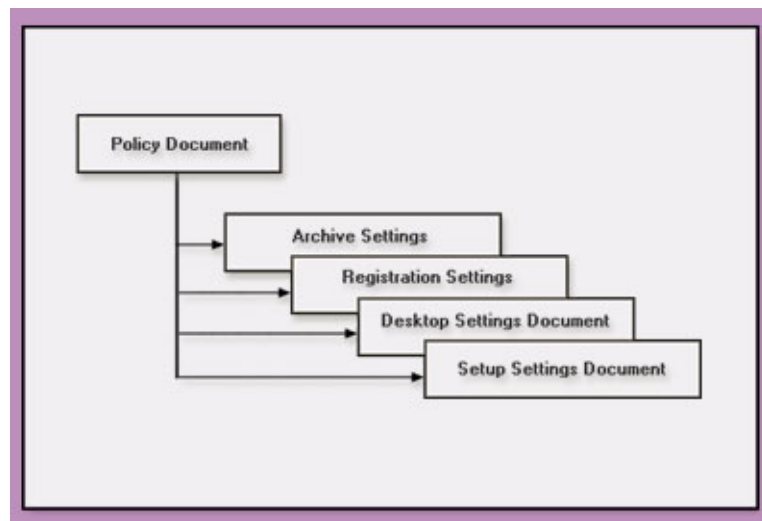 Policy Document
Archive Settings
Registration Settings
Desktop Settings Document
Setup Settings Document